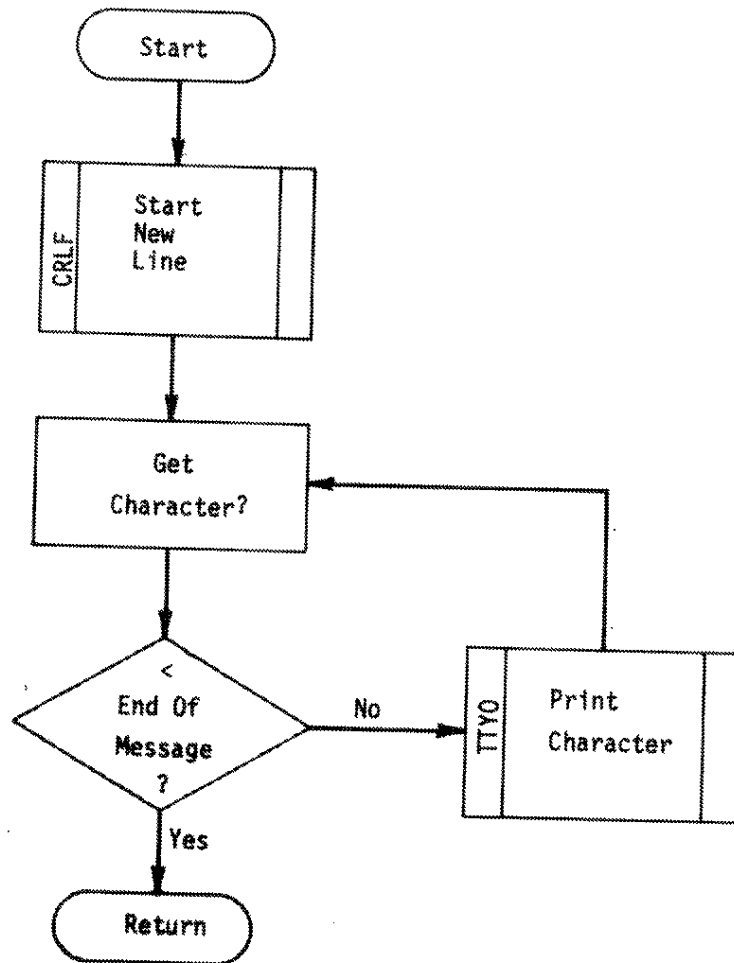 Start
CRLF
Start
New
Line
Get
Character?
<
End Of
Message
?
No
TTYO
Print
Character
Yes
Return